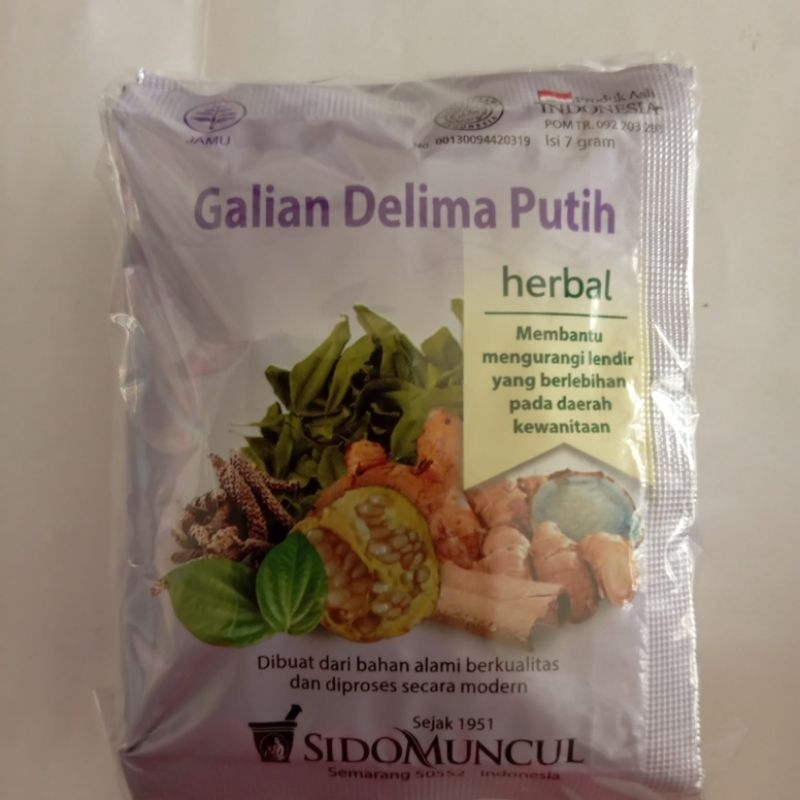 JAMU
No. 00130094420319
Produk Asli
INDONESIA
POM TR. 092 203 210
Isi 7 gram
Galian Delima Putih
herbal
Membantu
mengurangi lendir
yang berlebihan
pada daerah
kewanitaan
Dibuat dari bahan alami berkualitas
dan diproses secara modern
Sejak 1951
SIDOMUNCUL
Semarang 50552 - Indonesia